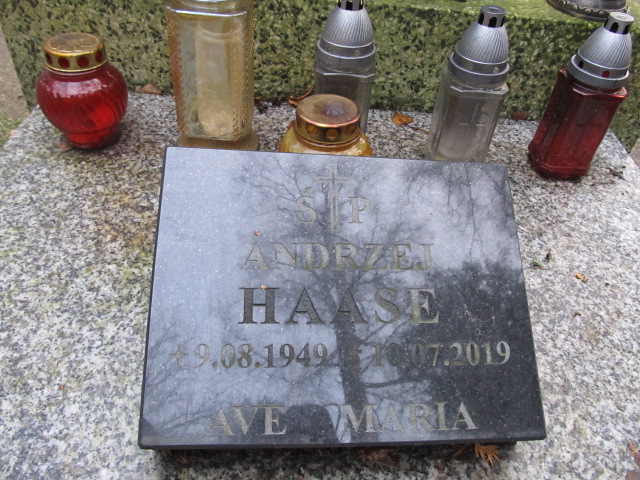 Ś P
ANDRZEJ
HAASE
9.08.1949 10.07.2019
AVE MARIA